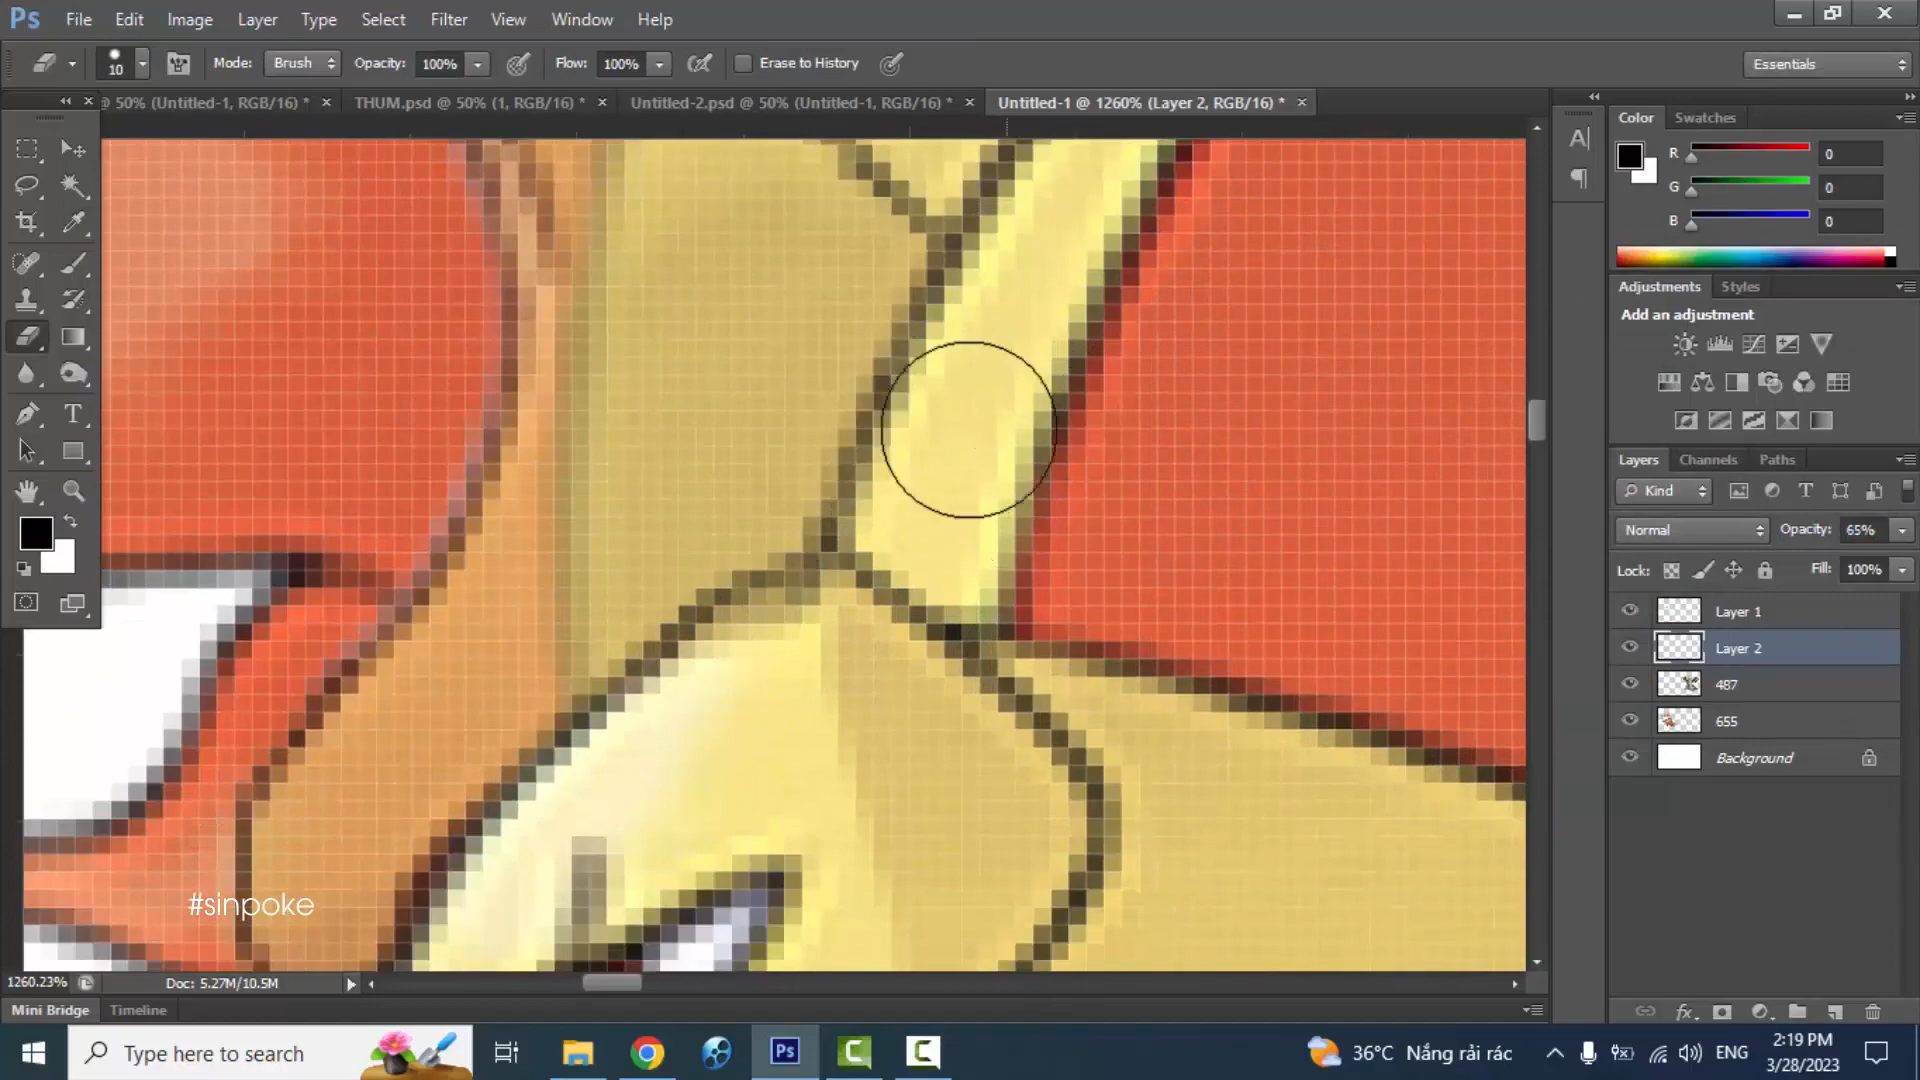 Ps File Edit Image Layer Type Select Filter View Window Help
10 Mode: Brush Opacity: 100% Flow: 100% Erase to History Essentials
@ 50% (Untitled-1, RGB/16) * × THUM.psd @ 50% (1, RGB/16) * × Untitled-2.psd @ 50% (Untitled-1, RGB/16) * × Untitled-1 @ 1260% (Layer 2, RGB/16) * ×
Color Swatches
R 0
G 0
B 0
Adjustments Styles
Add an adjustment
Layers Channels Paths
Kind
Normal Opacity: 65%
Lock: Fill: 100%
Layer 1
Layer 2
487
655
Background
#sinpoke
1260.23% Doc: 5.27M/10.5M
Mini Bridge Timeline
Type here to search Ps 36°C Nắng rải rác ENG 2:19 PM
3/28/2023